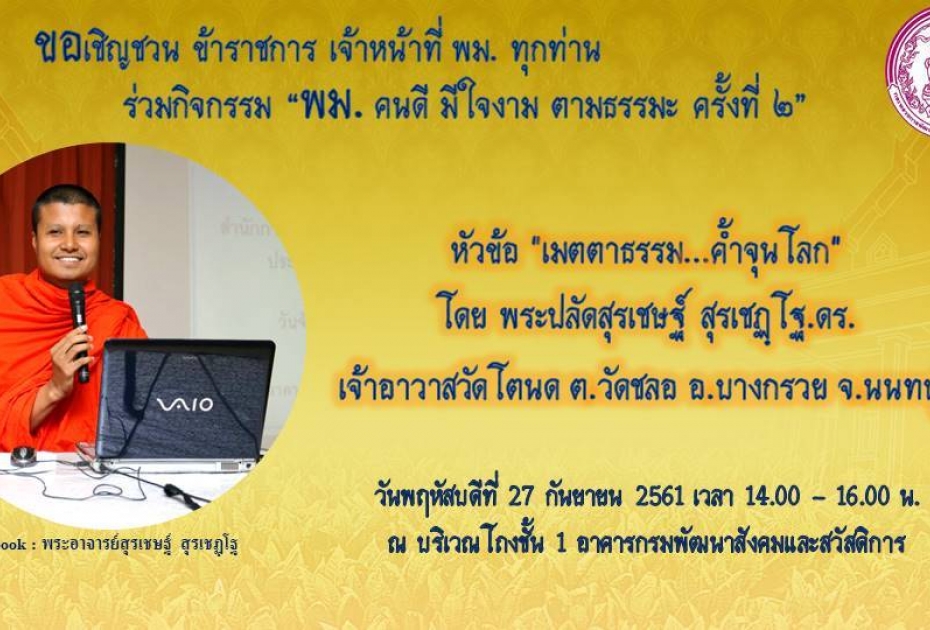 ขอเชิญชวน ข้าราชการ เจ้าหน้าที่ พม. ทุกท่าน
ร่วมกิจกรรม “พม. คนดี มีใจงาม ตามธรรมะ ครั้งที่ ๒”
หัวข้อ "เมตตาธรรม...ค้ำจุนโลก"
โดย พระปลัดสุรเชษฐ์ สุรเชฏโฐ.ดร.
เจ้าอาวาสวัดโตนด ต.วัดชลอ อ.บางกรวย จ.นนท
VAIO
วันพฤหัสบดีที่ 27 กันยายน 2561 เวลา 14.00 – 16.00 น.
ณ บริเวณโถงชั้น 1 อาคารกรมพัฒนาสังคมและสวัสดิการ
ook : พระอาจารย์สุรเชษฐ์ สุรเชฏโฐ